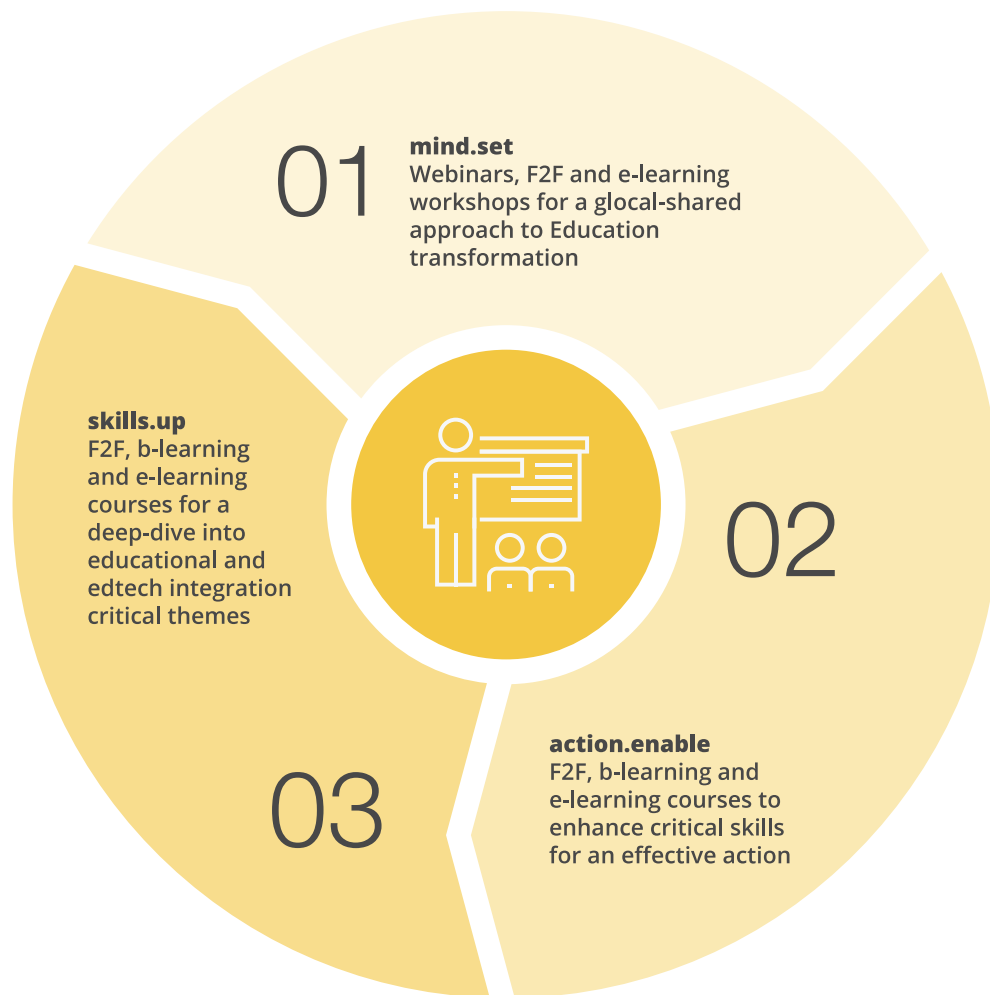 01
mind.set
Webinars, F2F and e-learning
workshops for a glocal-shared
approach to Education
transformation
02
action.enable
F2F, b-learning and
e-learning courses to
enhance critical skills
for an effective action
03
skills.up
F2F, b-learning
and e-learning
courses for a
deep-dive into
educational and
edtech integration
critical themes